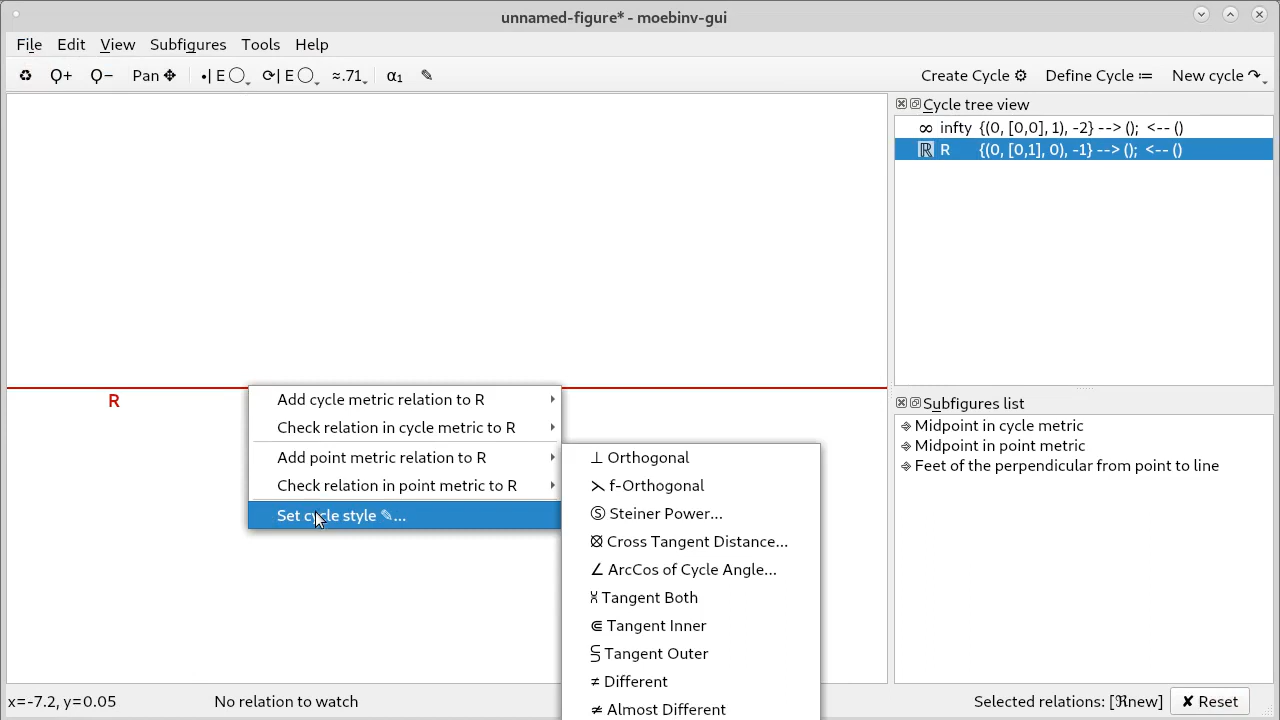 unnamed-figure* - moebinv-gui
File Edit View Subfigures Tools Help
Pan ✥ •| E ◯ ⟳| E ◯ ≈.71 α₁ ✎ Create Cycle ⚙ Define Cycle ≔ New cycle ↷
Cycle tree view
∞ infty {(0, [0,0], 1), -2} --> (); <-- ()
ℝ R {(0, [0,1], 0), -1} --> (); <-- ()
R
Add cycle metric relation to R
Check relation in cycle metric to R
Add point metric relation to R
Check relation in point metric to R
Set cycle style ✎...
⊥ Orthogonal
⋋ f-Orthogonal
Ⓢ Steiner Power...
⊗ Cross Tangent Distance...
∠ ArcCos of Cycle Angle...
Tangent Both
⋐ Tangent Inner
Tangent Outer
≠ Different
≉ Almost Different
Subfigures list
Midpoint in cycle metric
Midpoint in point metric
Feet of the perpendicular from point to line
x=-7.2, y=0.05
No relation to watch
Selected relations: [ℜnew]
✘ Reset